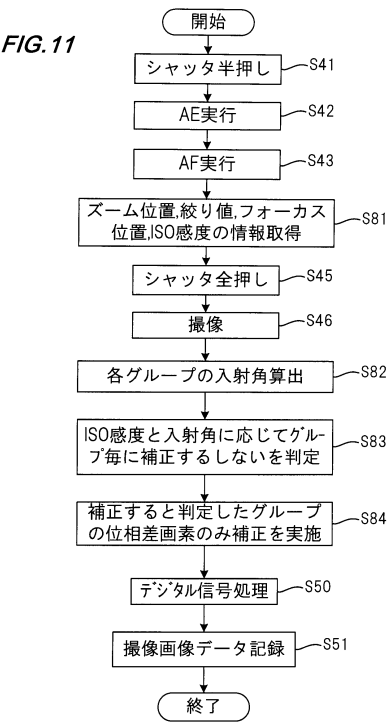 FIG.11
開始
シャッタ半押し
S41
AE実行
S42
AF実行
S43
ズーム位置,絞り値,フォーカス
位置,ISO感度の情報取得
S81
シャッタ全押し
S45
撮像
S46
各グループの入射角算出
S82
ISO感度と入射角に応じてグルー
プ毎に補正するしないを判定
S83
補正すると判定したグループ
の位相差画素のみ補正を実施
S84
デジタル信号処理
S50
撮像画像データ記録
S51
終了